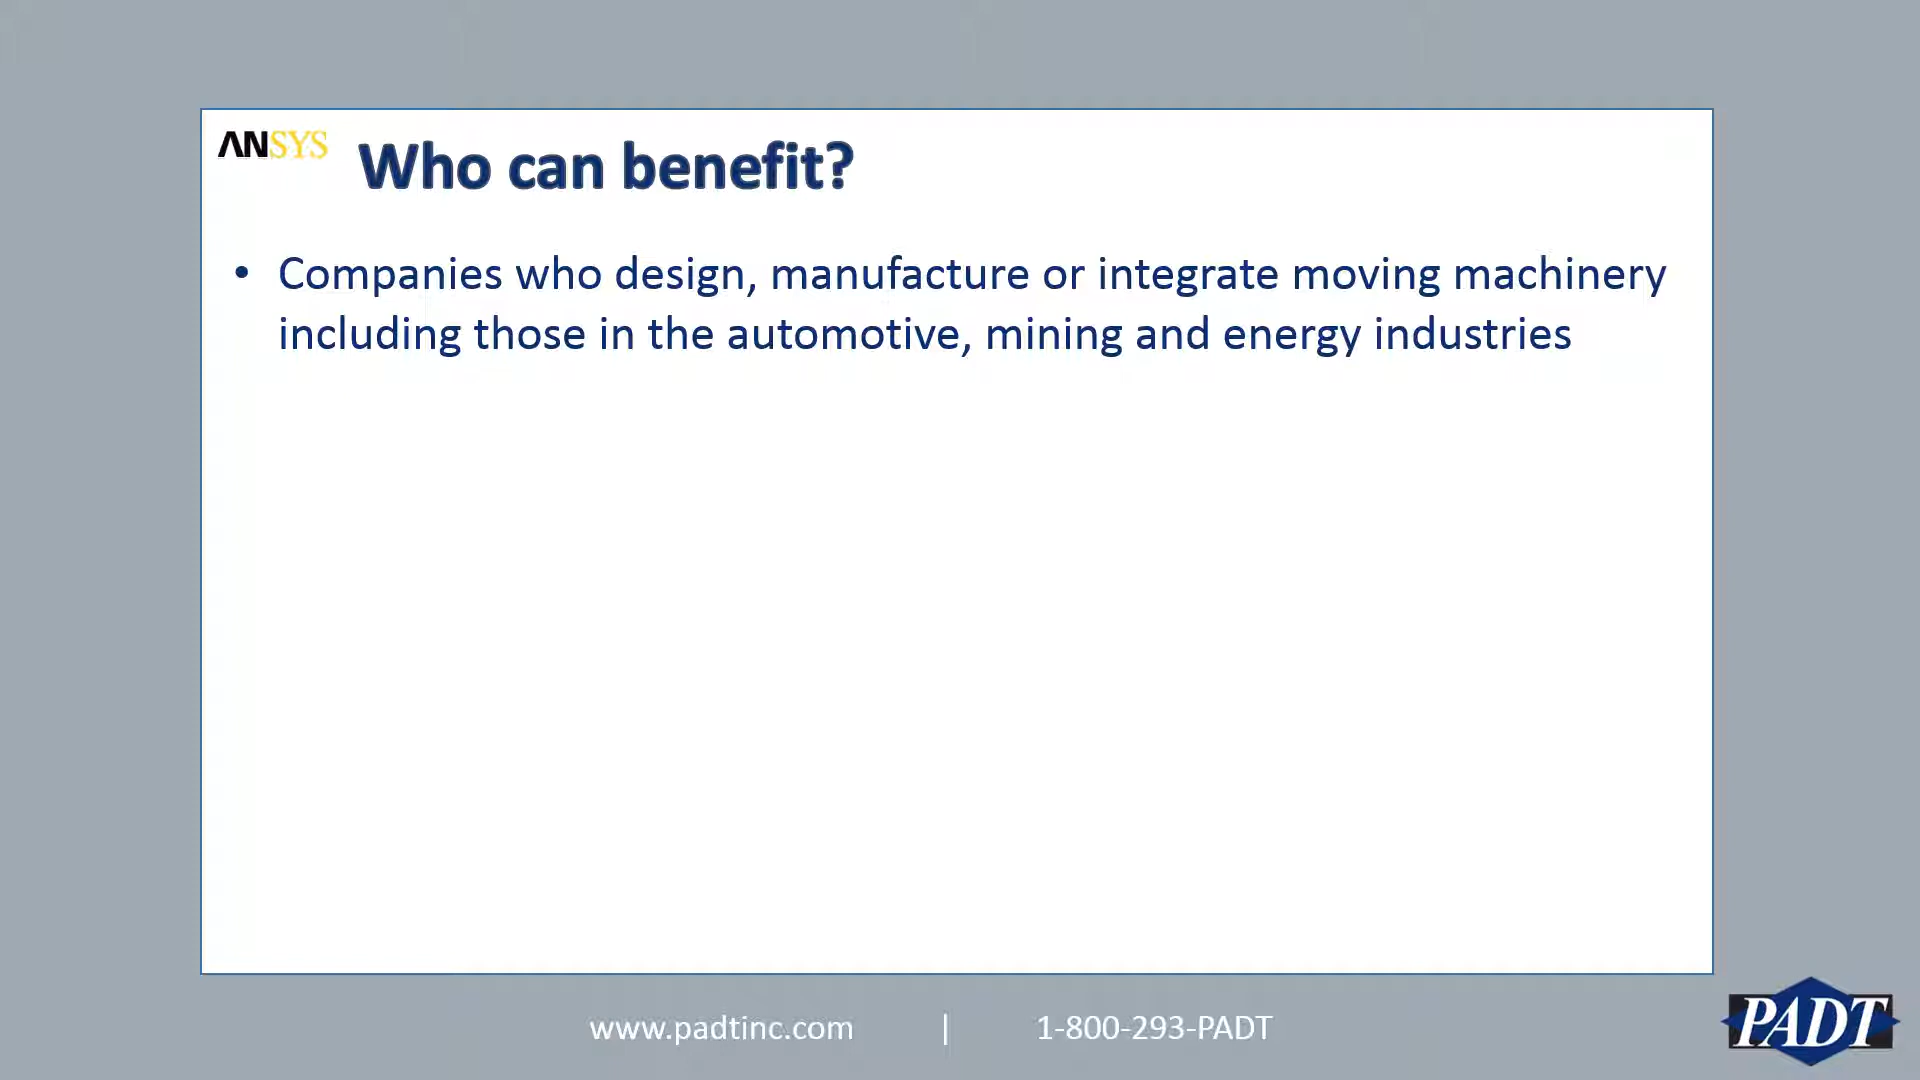 ANSYS
Who can benefit?
• Companies who design, manufacture or integrate moving machinery
including those in the automotive, mining and energy industries
www.padtinc.com | 1-800-293-PADT
PADT